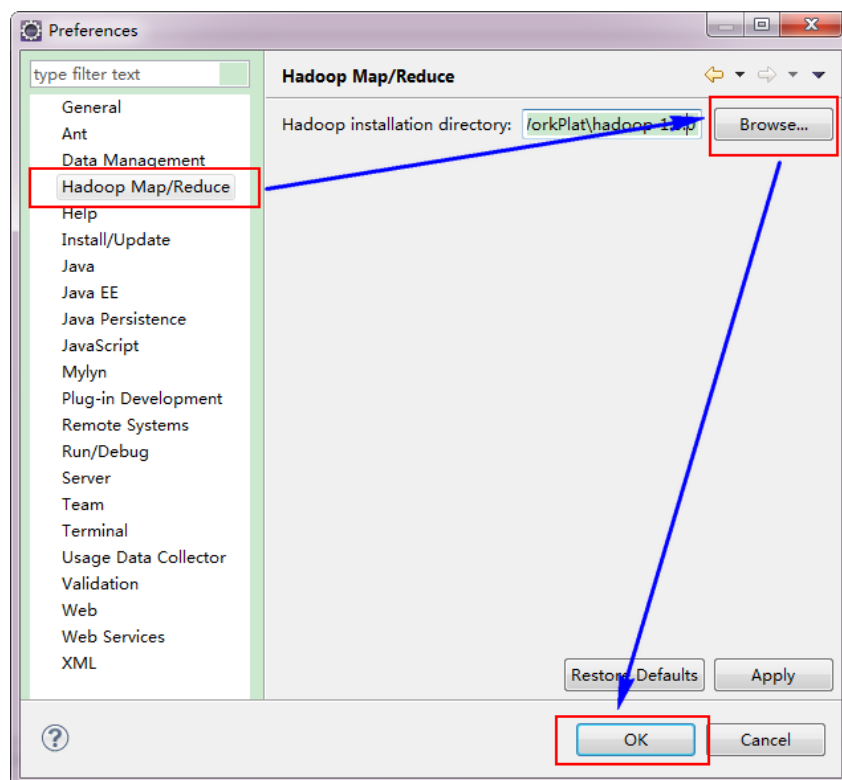 Preferences
type filter text
General
Ant
Data Management
Hadoop Map/Reduce
Help
Install/Update
Java
Java EE
Java Persistence
JavaScript
Mylyn
Plug-in Development
Remote Systems
Run/Debug
Server
Team
Terminal
Usage Data Collector
Validation
Web
Web Services
XML
Hadoop Map/Reduce
Hadoop installation directory:
Browse...
Restore Defaults
Apply
OK
Cancel